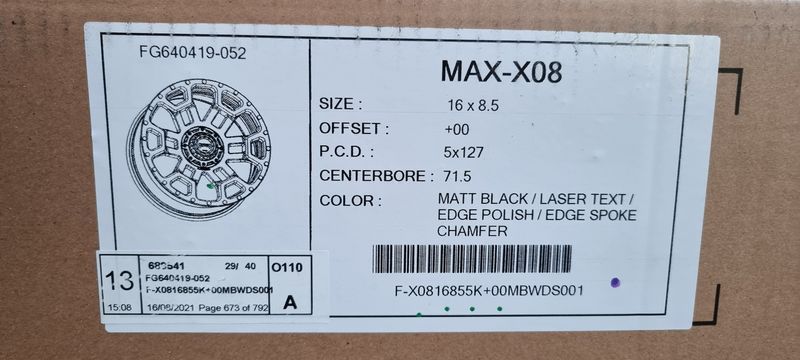 FG640419-052
MAX-X08
SIZE : 16 x 8.5
OFFSET : +00
P.C.D. : 5x127
CENTERBORE : 71.5
COLOR : MATT BLACK / LASER TEXT /
EDGE POLISH / EDGE SPOKE
CHAMFER
F-X0816855K+00MBWDS001
13
15:08
29/ 40
FG640419-052
F-X0816855K+00MBWDS001
16/08/2021 Page 673 of 792
O110
A